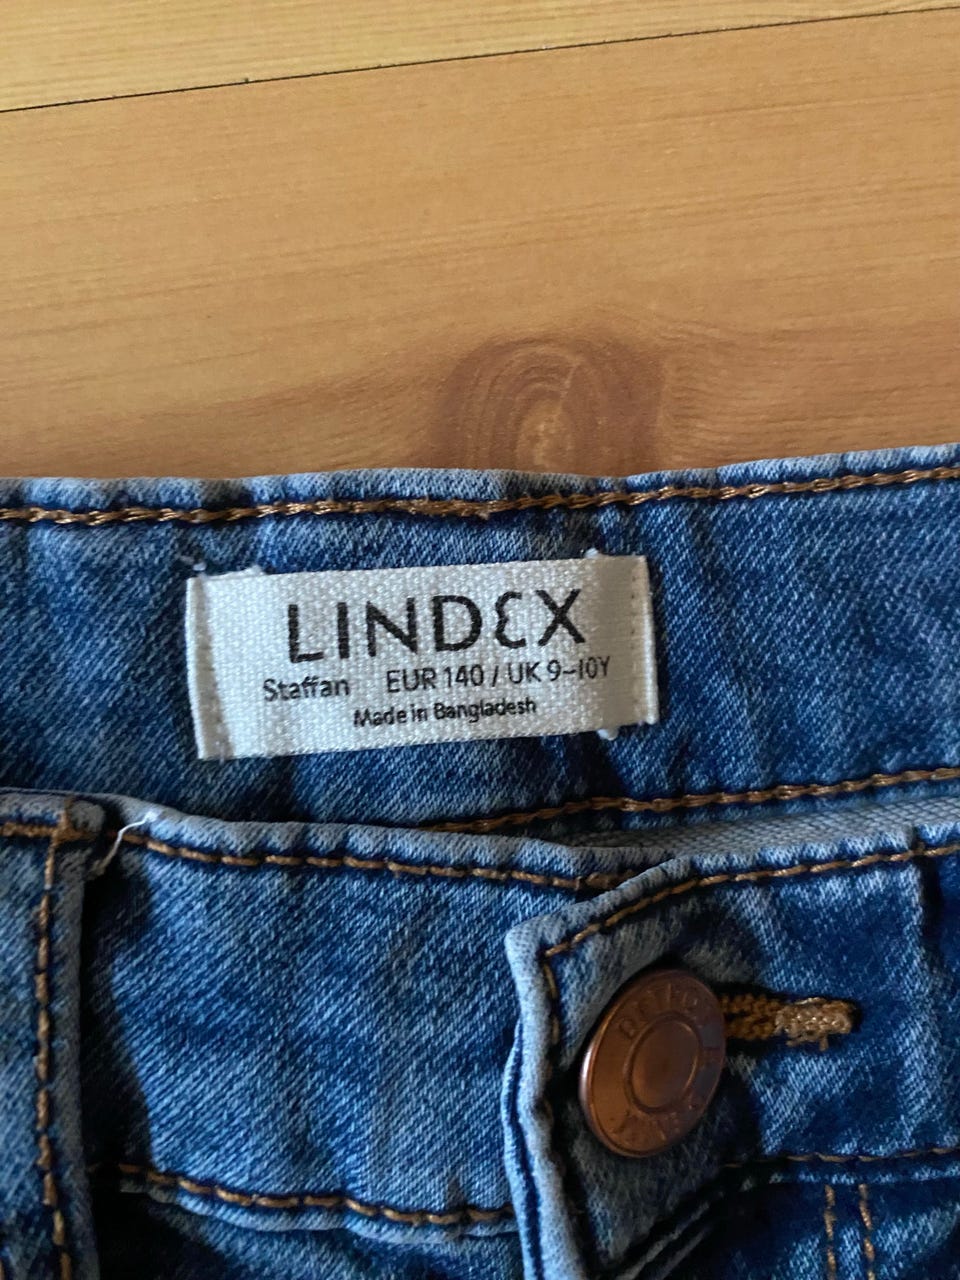 LINDEX
Staffan EUR 140 / UK 9-10Y
Made in Bangladesh